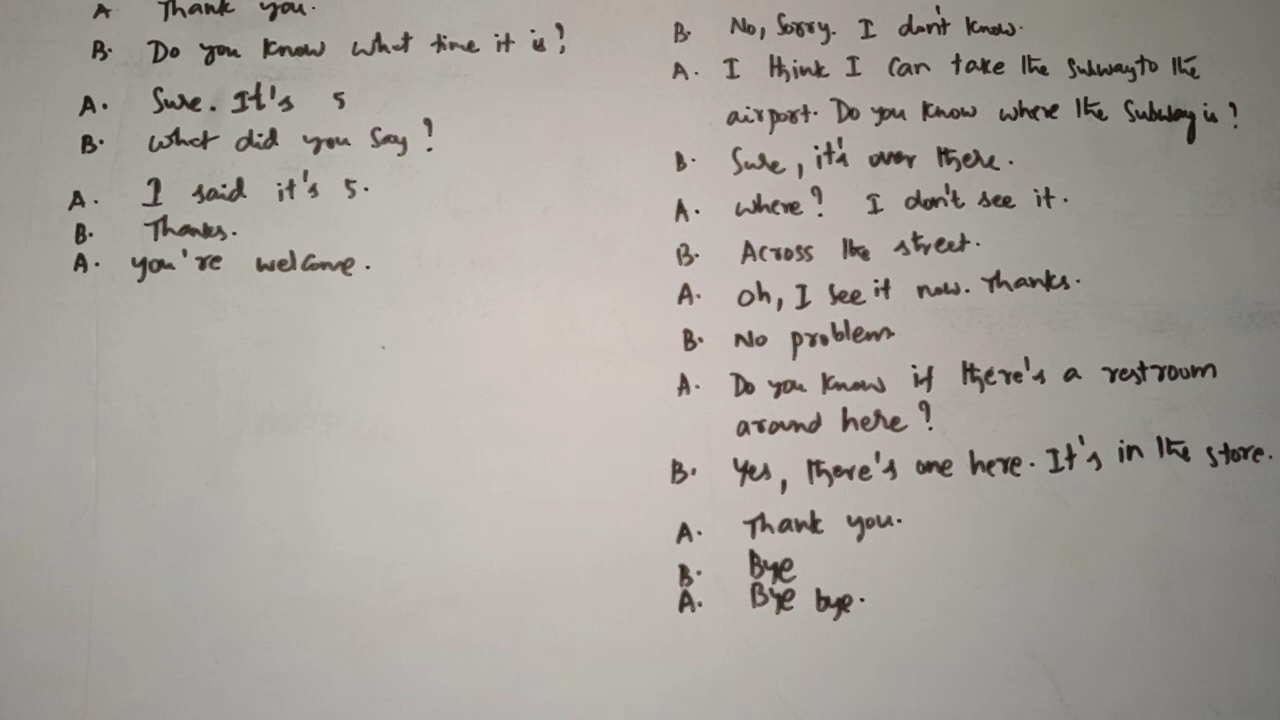 A Thank you.
B. Do you know what time it is?
A. Sure. It's 5
B. What did you say?
A. I said it's 5.
B. Thanks.
A. you're welcome.
B. No, Sorry. I don't know.
A. I think I can take the subway to the
airport. Do you know where the subway is?
B. Sure, it's over there.
A. where? I don't see it.
B. Across the street.
A. oh, I see it now. Thanks.
B. No problem
A. Do you know if there's a restroom
around here?
B. Yes, there's one here. It's in the store.
A. Thank you.
B. Bye
A. Bye bye.